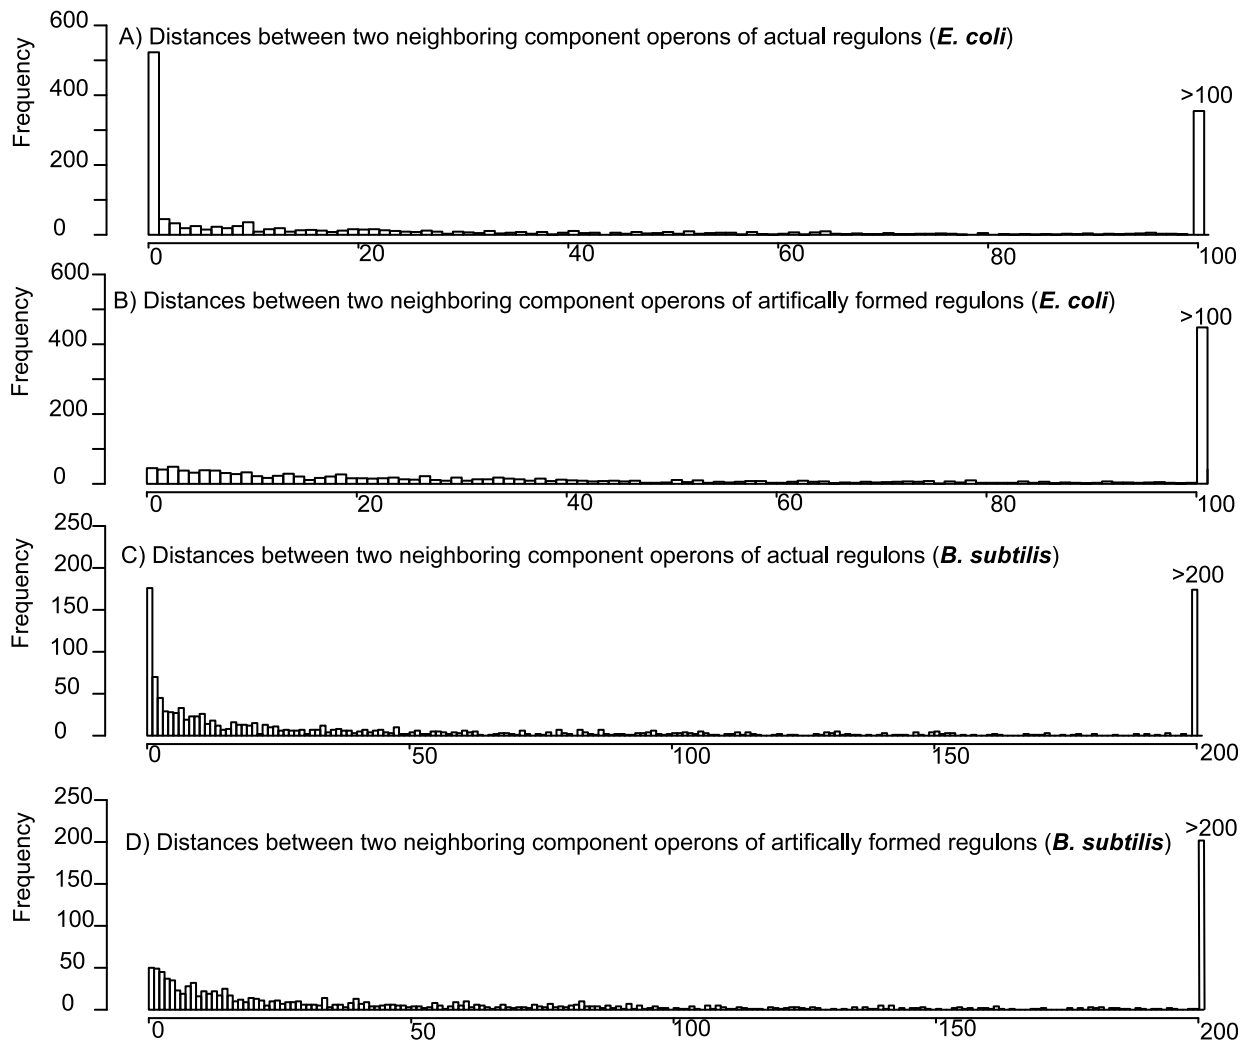 600
A) Distances between two neighboring component operons of actual regulons (E. coli)
Frequency
400
>100
200
0
0 20 40 60 80 100
600
B) Distances between two neighboring component operons of artifically formed regulons (E. coli)
Frequency
>100
400
200
0
0 20 40 60 80 100
250
C) Distances between two neighboring component operons of actual regulons (B. subtilis)
Frequency
200
>200
150
100
50
0
0 50 100 150 200
250
Frequency
200
>200
D) Distances between two neighboring component operons of artifically formed regulons (B. subtilis)
150
100
50
0
0 50 100 150 200